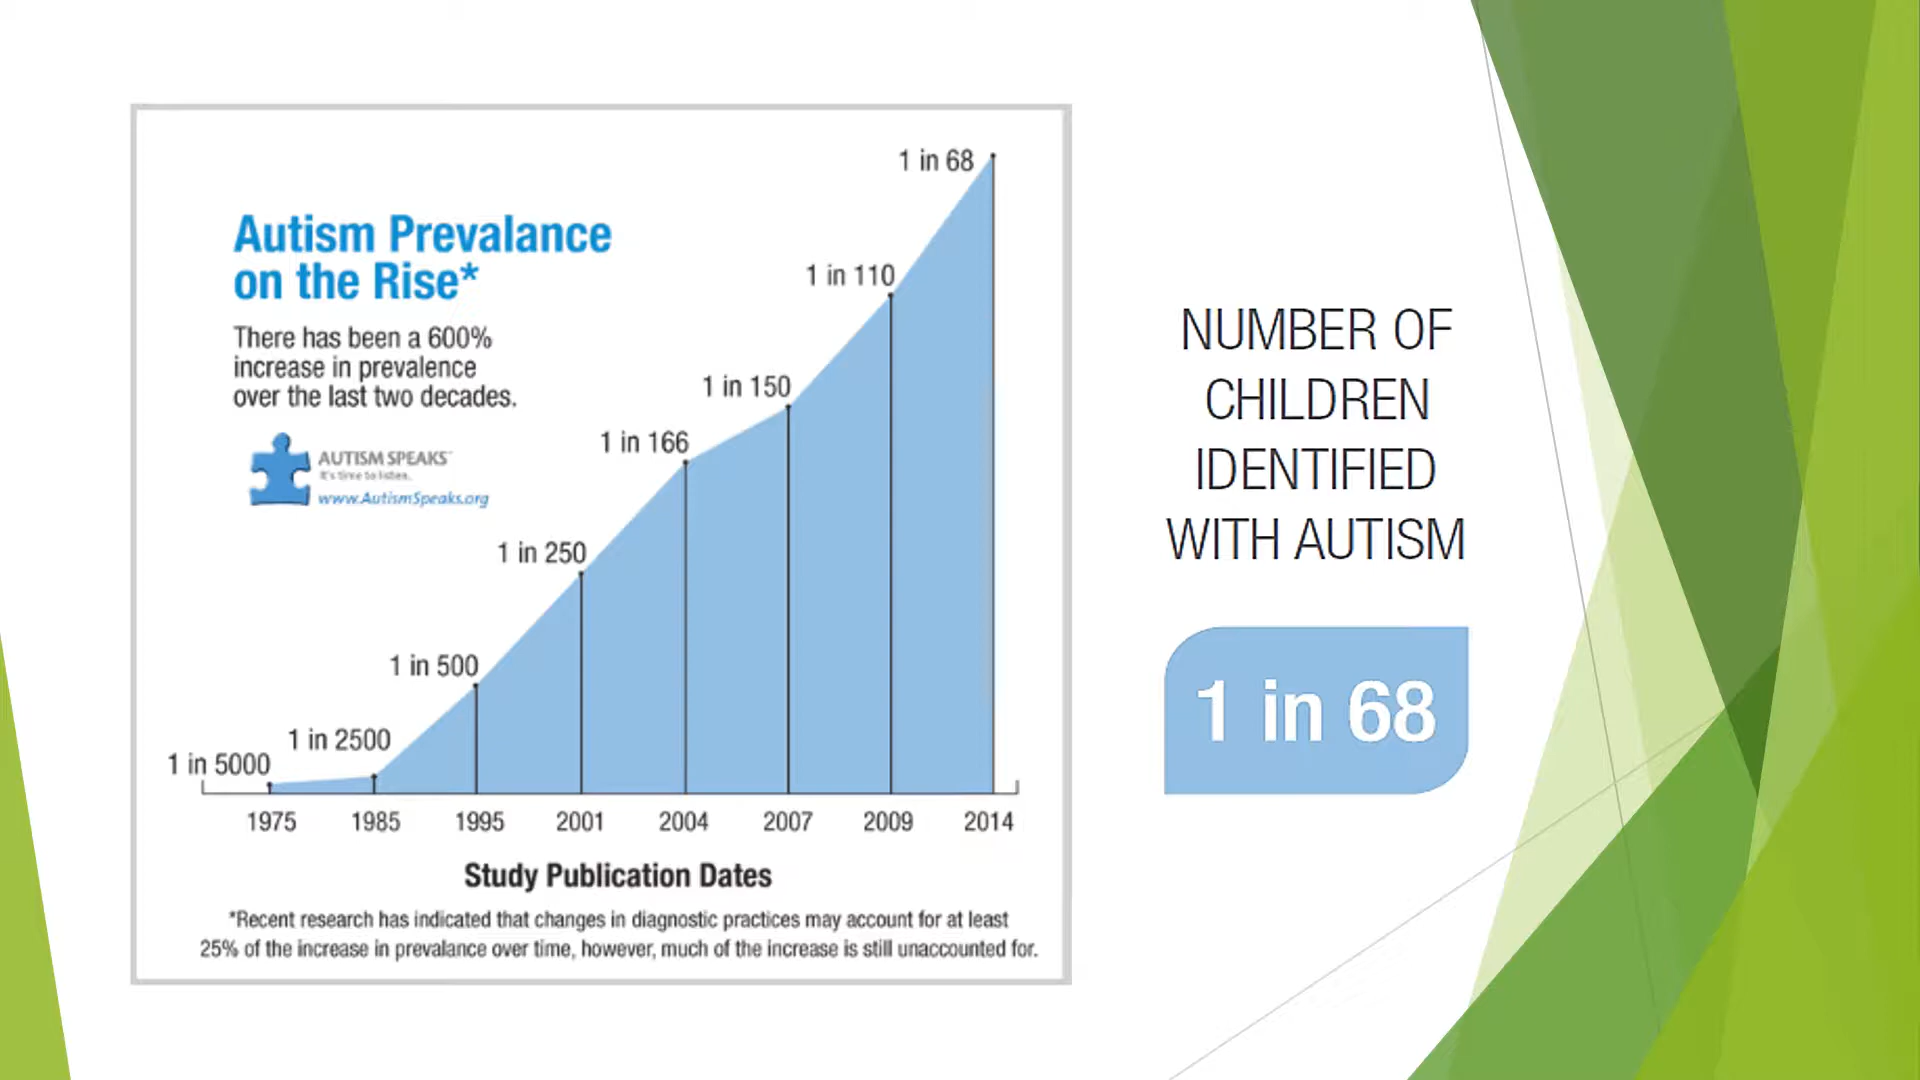 Autism Prevalance
on the Rise*
There has been a 600%
increase in prevalence
over the last two decades.
AUTISM SPEAKS™
It's time to listen.
www.AutismSpeaks.org
1 in 5000
1 in 2500
1 in 500
1 in 250
1 in 166
1 in 150
1 in 110
1 in 68
1975 1985 1995 2001 2004 2007 2009 2014
Study Publication Dates
*Recent research has indicated that changes in diagnostic practices may account for at least
25% of the increase in prevalance over time, however, much of the increase is still unaccounted for.
NUMBER OF
CHILDREN
IDENTIFIED
WITH AUTISM
1 in 68